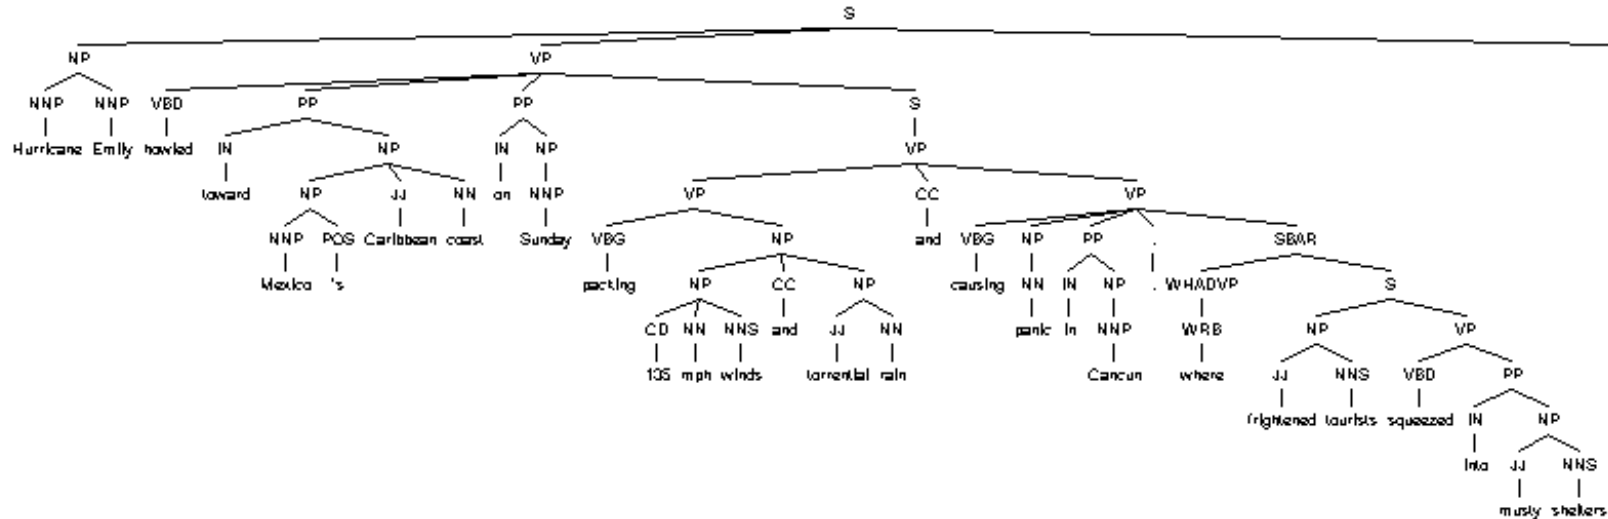 S
NP VP
NNP NNP VBD PP PP S
Hurricane Emily howled IN NP IN NP VP
toward NP JJ NN on NNP VP CC VP
NNP POS Caribbean coast Sunday VBG NP and VBG NP PP , SBAR
Mexico 's packing NP CC NP causing NN IN NP , WHADVP S
CD NN NNS and JJ NN panic in NNP WRB NP VP
135 mph winds torrential rain Cancun where JJ NNS VBD PP
frightened tourists squeezed IN NP
into JJ NNS
musty shelters